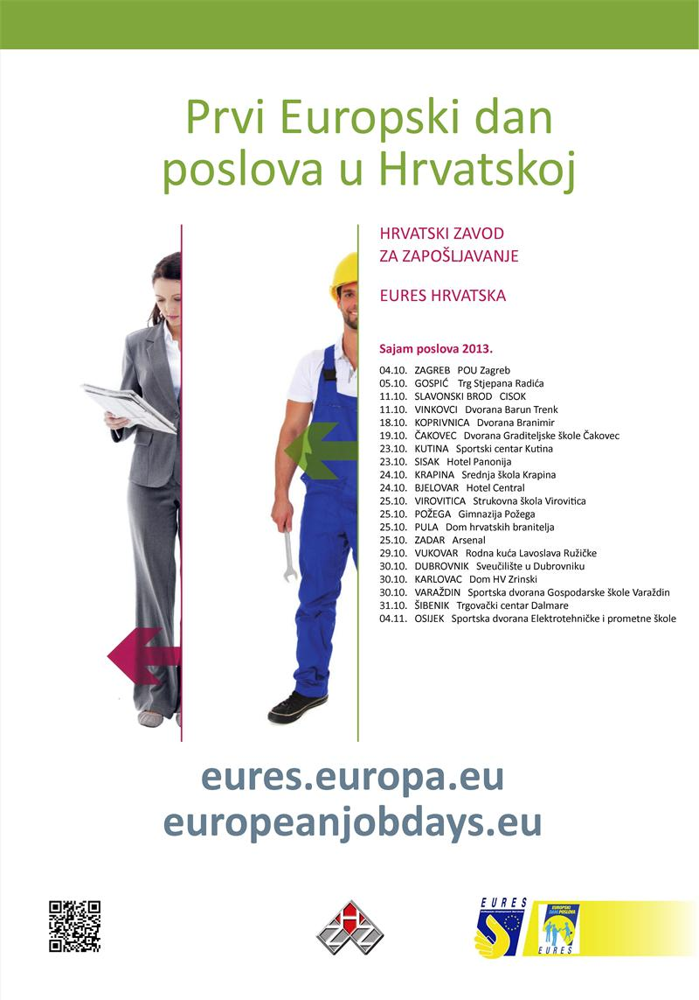 Prvi Europski dan
poslova u Hrvatskoj
HRVATSKI ZAVOD
ZA ZAPOŠLJAVANJE
EURES HRVATSKA
Sajam poslova 2013.
04.10. ZAGREB POU Zagreb
05.10. GOSPIĆ Trg Stjepana Radića
11.10. SLAVONSKI BROD CISOK
11.10. VINKOVCI Dvorana Barun Trenk
18.10. KOPRIVNICA Dvorana Branimir
19.10. ČAKOVEC Dvorana Graditeljske škole Čakovec
23.10. KUTINA Sportski centar Kutina
23.10. SISAK Hotel Panonija
24.10. KRAPINA Srednja škola Krapina
24.10. BJELOVAR Hotel Central
25.10. VIROVITICA Strukovna škola Virovitica
25.10. POŽEGA Gimnazija Požega
25.10. PULA Dom hrvatskih branitelja
25.10. ZADAR Arsenal
29.10. VUKOVAR Rodna kuća Lavoslava Ružičke
30.10. DUBROVNIK Sveučilište u Dubrovniku
30.10. KARLOVAC Dom HV Zrinski
30.10. VARAŽDIN Sportska dvorana Gospodarske škole Varaždin
31.10. ŠIBENIK Trgovački centar Dalmare
04.11. OSIJEK Sportska dvorana Elektrotehničke i prometne škole
eures.europa.eu
europeanjobdays.eu
HZZ
EURES
EUROPSKI
DANI POSLOVA
EURES